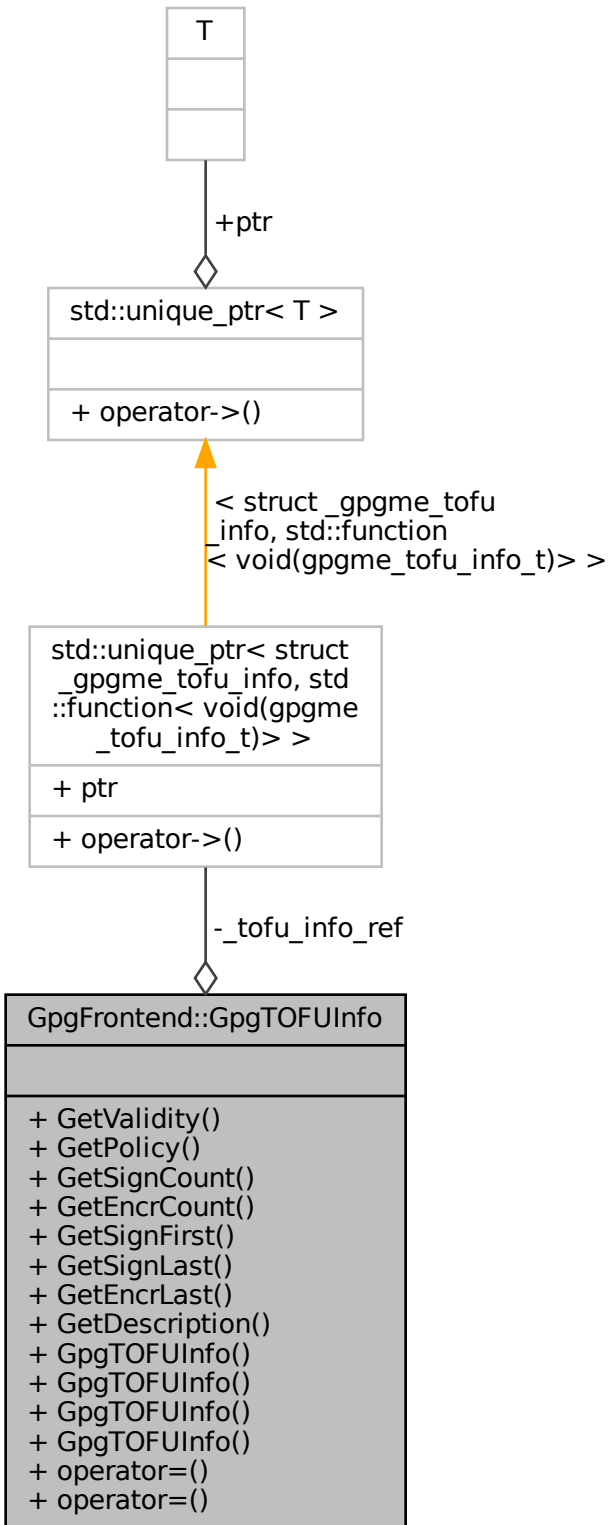 T
+ptr
std::unique_ptr< T >
+ operator->()
< struct _gpgme_tofu
_info, std::function
< void(gpgme_tofu_info_t)> >
std::unique_ptr< struct
_gpgme_tofu_info, std
::function< void(gpgme
_tofu_info_t)> >
+ ptr
+ operator->()
-_tofu_info_ref
GpgFrontend::GpgTOFUInfo
+ GetValidity()
+ GetPolicy()
+ GetSignCount()
+ GetEncrCount()
+ GetSignFirst()
+ GetSignLast()
+ GetEncrLast()
+ GetDescription()
+ GpgTOFUInfo()
+ GpgTOFUInfo()
+ GpgTOFUInfo()
+ GpgTOFUInfo()
+ operator=()
+ operator=()